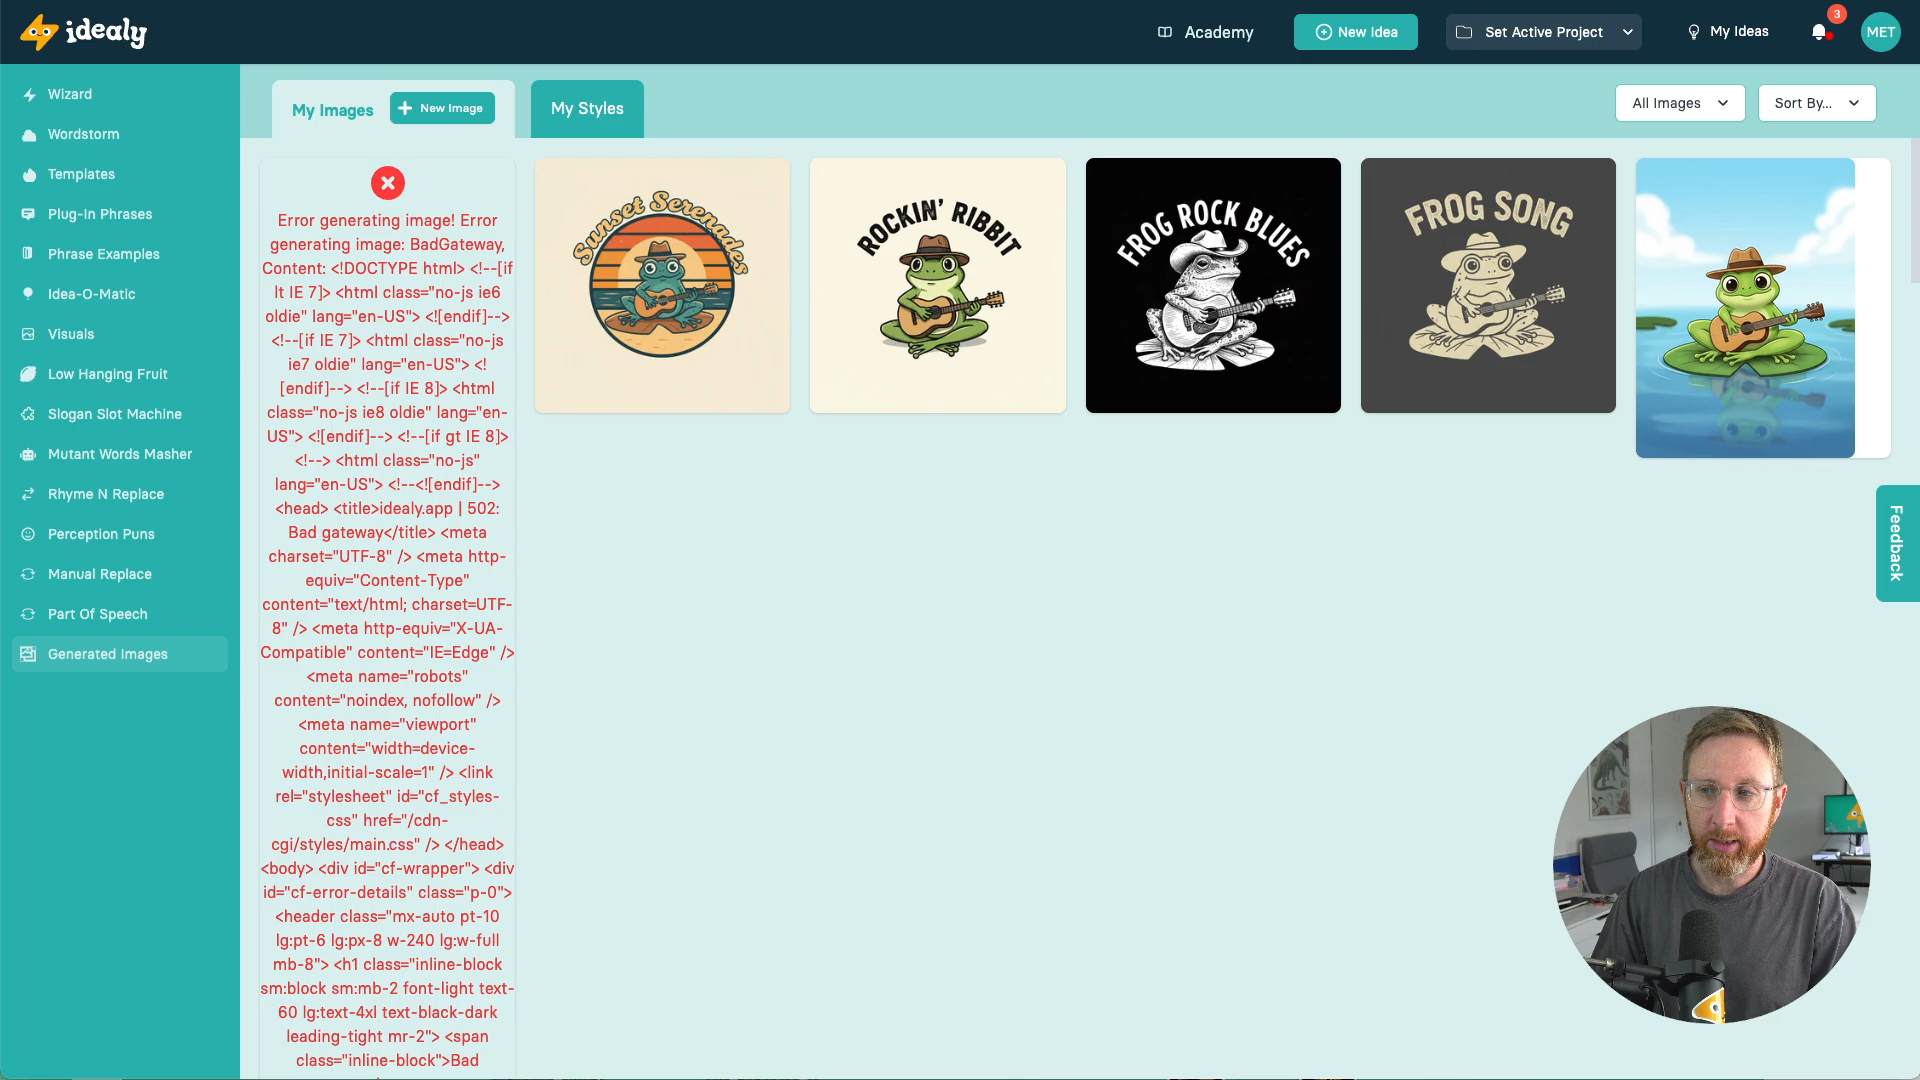 idealy
Academy
New Idea
Set Active Project
My Ideas
3
MET
Wizard
Wordstorm
Templates
Plug-In Phrases
Phrase Examples
Idea-O-Matic
Visuals
Low Hanging Fruit
Slogan Slot Machine
Mutant Words Masher
Rhyme N Replace
Perception Puns
Manual Replace
Part Of Speech
Generated Images
My Images
New Image
My Styles
All Images
Sort By...
Error generating image! Error
generating image: BadGateway,
Content: <!DOCTYPE html> <!--[if
lt IE 7]> <html class="no-js ie6
oldie" lang="en-US"> <![endif]-->
<!--[if IE 7]> <html class="no-js
ie7 oldie" lang="en-US"> <!
[endif]--> <!--[if IE 8]> <html
class="no-js ie8 oldie" lang="en-
US"> <![endif]--> <!--[if gt IE 8]>
<!--> <html class="no-js"
lang="en-US"> <!--<![endif]-->
<head> <title>idealy.app | 502:
Bad gateway</title> <meta
charset="UTF-8" /> <meta http-
equiv="Content-Type"
content="text/html; charset=UTF-
8" /> <meta http-equiv="X-UA-
Compatible" content="IE=Edge" />
<meta name="robots"
content="noindex, nofollow" />
<meta name="viewport"
content="width=device-
width,initial-scale=1" /> <link
rel="stylesheet" id="cf_styles-
css" href="/cdn-
cgi/styles/main.css" /> </head>
<body> <div id="cf-wrapper"> <div
id="cf-error-details" class="p-0">
<header class="mx-auto pt-10
lg:pt-6 lg:px-8 w-240 lg:w-full
mb-8"> <h1 class="inline-block
sm:block sm:mb-2 font-light text-
60 lg:text-4xl text-black-dark
leading-tight mr-2"> <span
class="inline-block">Bad
Sunset Serenades
ROCKIN' RIBBIT
FROG ROCK BLUES
FROG SONG
Feedback